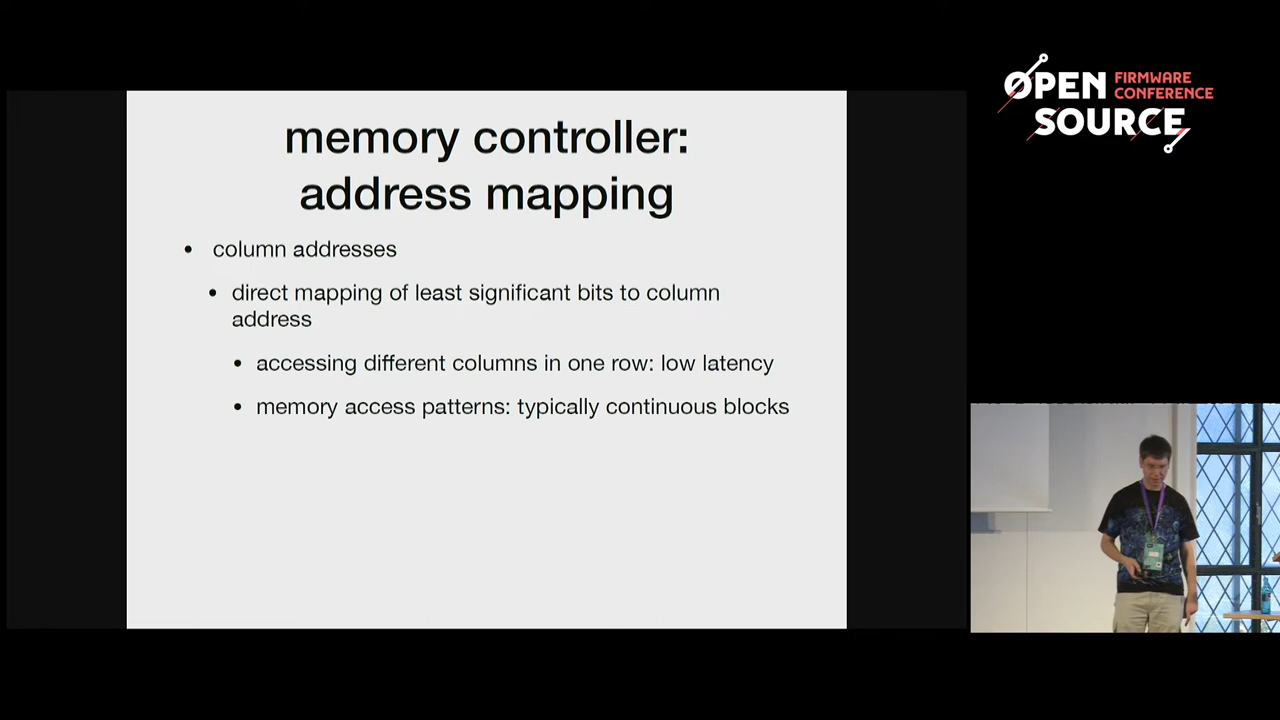 memory controller:
address mapping
• column addresses
• direct mapping of least significant bits to column
address
• accessing different columns in one row: low latency
• memory access patterns: typically continuous blocks
OPEN FIRMWARE
CONFERENCE
SOURCE